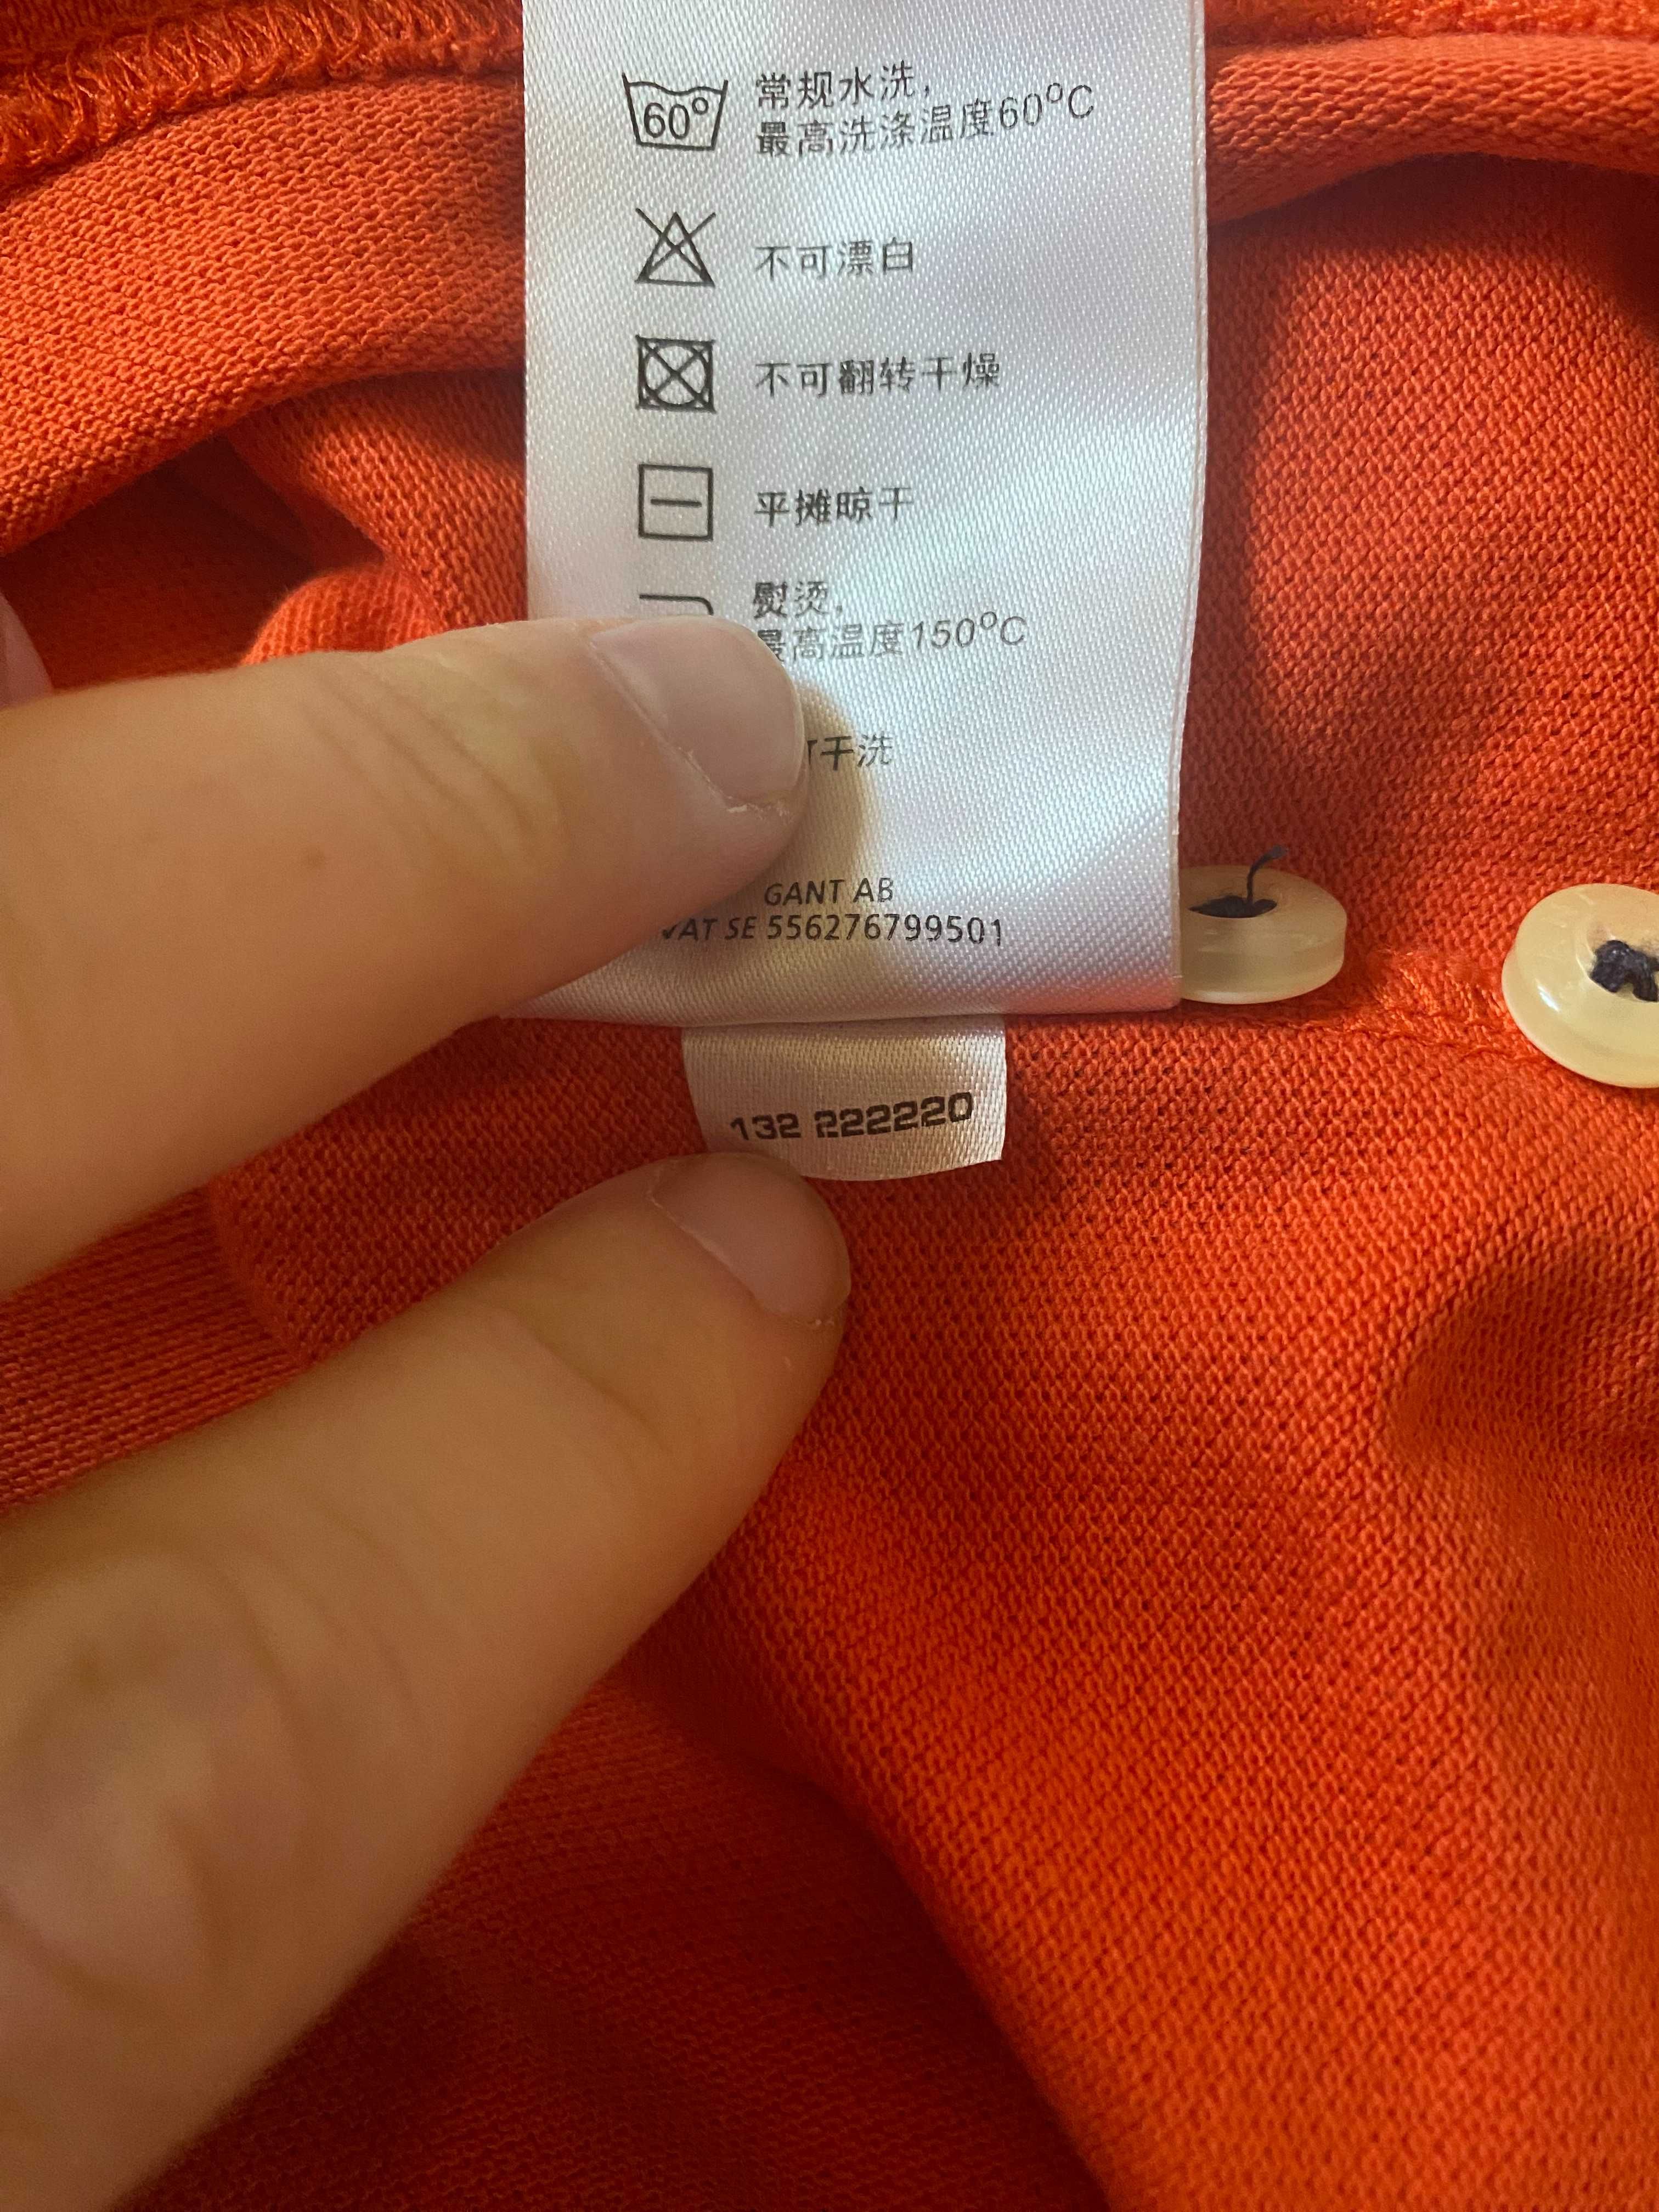 60°
常规水洗,
最高洗涤温度60°C
不可漂白
不可翻转干燥
平摊晾干
熨烫,
最高温度150°C
干洗
GANT AB
VAT SE 556276799501
132 222220